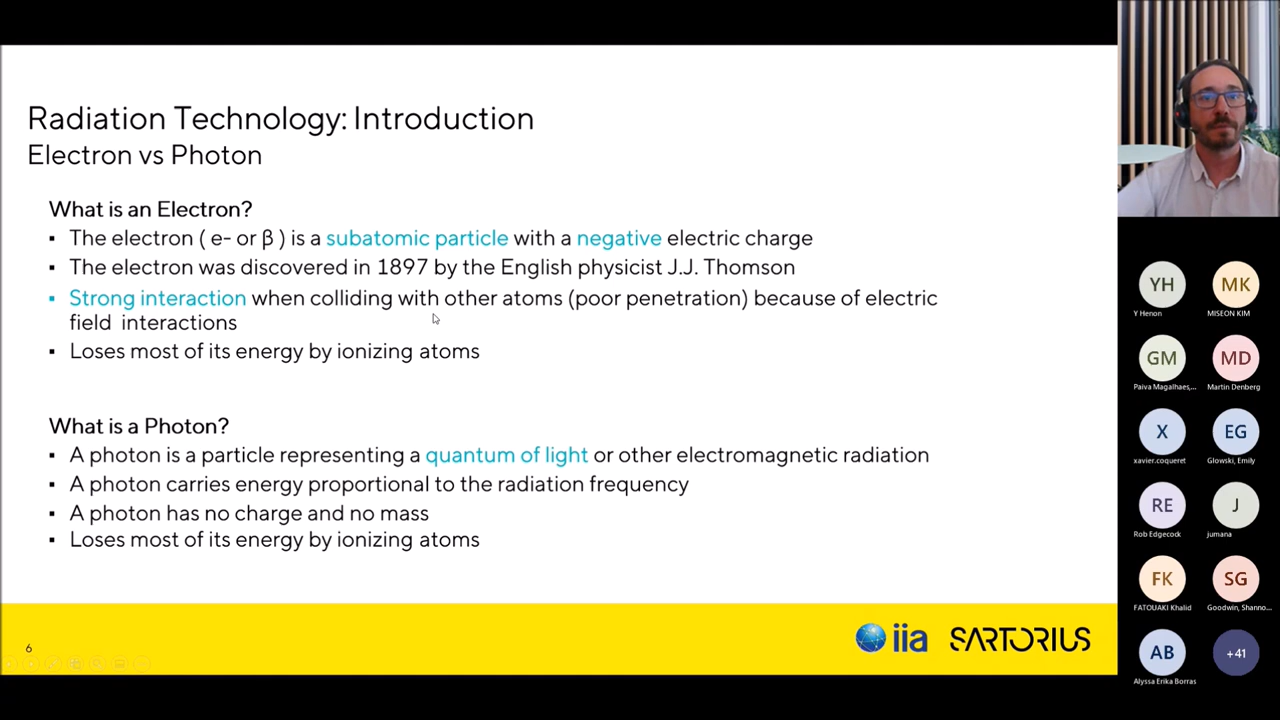 Radiation Technology: Introduction
Electron vs Photon
What is an Electron?
▪ The electron ( e- or β ) is a subatomic particle with a negative electric charge
▪ The electron was discovered in 1897 by the English physicist J.J. Thomson
▪ Strong interaction when colliding with other atoms (poor penetration) because of electric
field interactions
▪ Loses most of its energy by ionizing atoms
What is a Photon?
▪ A photon is a particle representing a quantum of light or other electromagnetic radiation
▪ A photon carries energy proportional to the radiation frequency
▪ A photon has no charge and no mass
▪ Loses most of its energy by ionizing atoms
6
iia SARTORIUS
YH MK
Y Henon MISEON KIM
GM MD
Paiva Magalhaes,... Martin Denberg
X EG
xavier.coqueret Glowski, Emily
RE J
Rob Edgecock jumana
FK SG
FATOUAKI Khalid Goodwin, Shanno...
AB +41
Alyssa Erika Borras